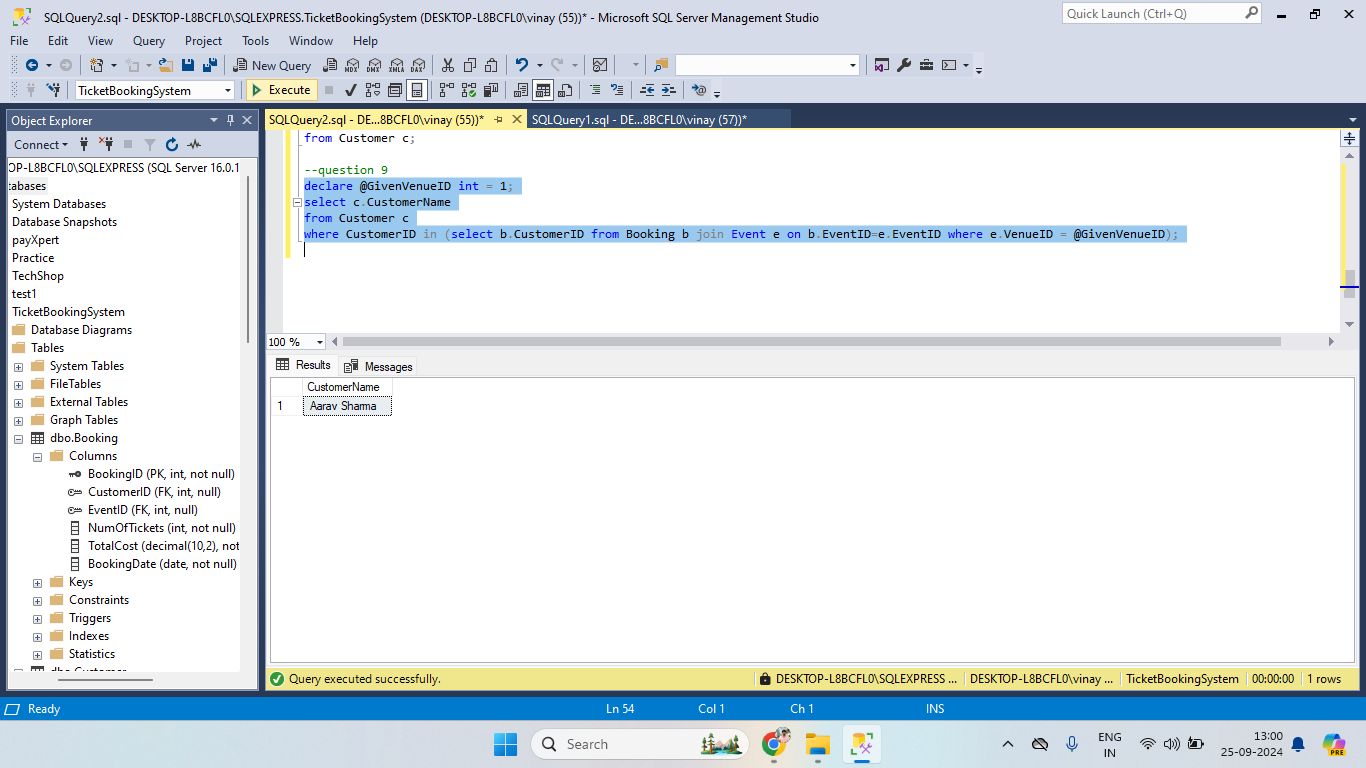 SQLQuery2.sql - DESKTOP-L8BCFL0\SQLEXPRESS.TicketBookingSystem (DESKTOP-L8BCFL0\vinay (55))* - Microsoft SQL Server Management Studio
Quick Launch (Ctrl+Q)
File Edit View Query Project Tools Window Help
New Query MDX DMX XMLA DAX
TicketBookingSystem Execute
Object Explorer
Connect
OP-L8BCFL0\SQLEXPRESS (SQL Server 16.0.1
tabases
System Databases
Database Snapshots
payXpert
Practice
TechShop
test1
TicketBookingSystem
Database Diagrams
Tables
System Tables
FileTables
External Tables
Graph Tables
dbo.Booking
Columns
BookingID (PK, int, not null)
CustomerID (FK, int, null)
EventID (FK, int, null)
NumOfTickets (int, not null)
TotalCost (decimal(10,2), not
BookingDate (date, not null)
Keys
Constraints
Triggers
Indexes
Statistics
dbo.Customer
SQLQuery2.sql - DE...8BCFL0\vinay (55))* SQLQuery1.sql - DE...8BCFL0\vinay (57))*
from Customer c;
--question 9
declare @GivenVenueID int = 1;
select c.CustomerName
from Customer c
where CustomerID in (select b.CustomerID from Booking b join Event e on b.EventID=e.EventID where e.VenueID = @GivenVenueID);
100 %
Results Messages
CustomerName
1 Aarav Sharma
Query executed successfully. DESKTOP-L8BCFL0\SQLEXPRESS ... DESKTOP-L8BCFL0\vinay ... TicketBookingSystem 00:00:00 1 rows
Ready Ln 54 Col 1 Ch 1 INS
Search
ENG
IN
13:00
25-09-2024
PRE